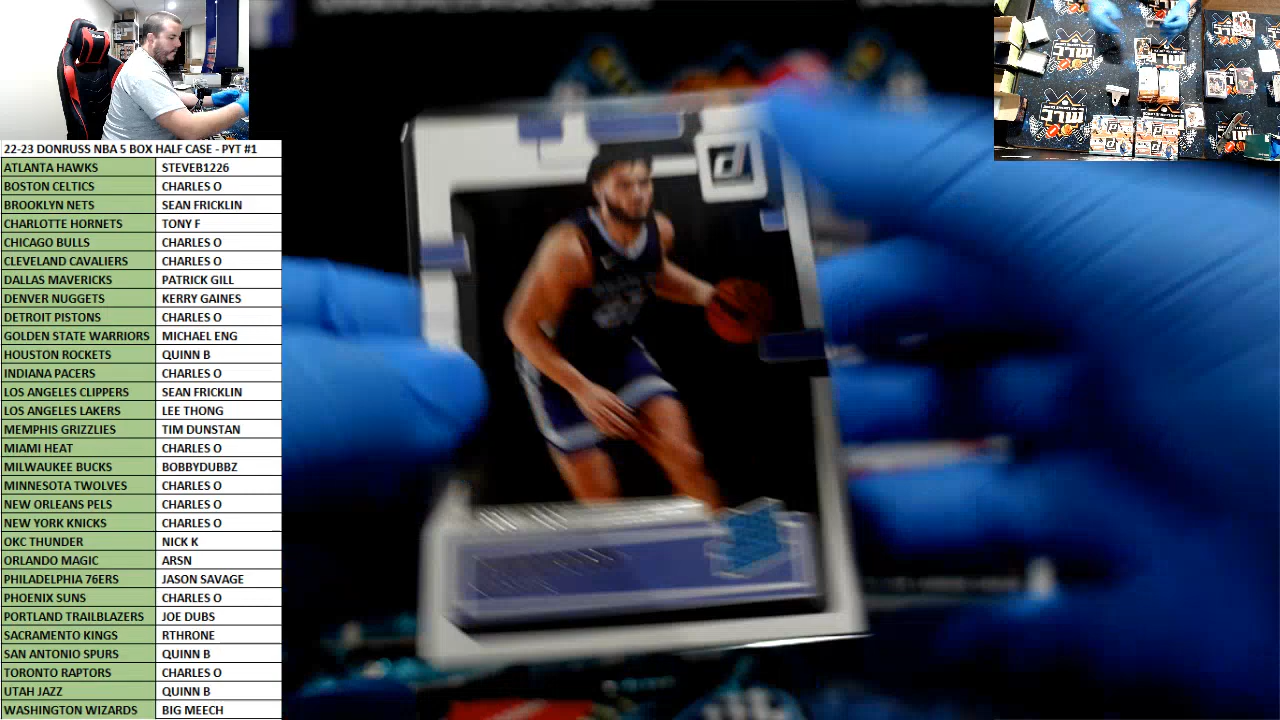 22-23 DONRUSS NBA 5 BOX HALF CASE - PYT #1
ATLANTA HAWKS STEVEB1226
BOSTON CELTICS CHARLES O
BROOKLYN NETS SEAN FRICKLIN
CHARLOTTE HORNETS TONY F
CHICAGO BULLS CHARLES O
CLEVELAND CAVALIERS CHARLES O
DALLAS MAVERICKS PATRICK GILL
DENVER NUGGETS KERRY GAINES
DETROIT PISTONS CHARLES O
GOLDEN STATE WARRIORS MICHAEL ENG
HOUSTON ROCKETS QUINN B
INDIANA PACERS CHARLES O
LOS ANGELES CLIPPERS SEAN FRICKLIN
LOS ANGELES LAKERS LEE THONG
MEMPHIS GRIZZLIES TIM DUNSTAN
MIAMI HEAT CHARLES O
MILWAUKEE BUCKS BOBBYDUBBZ
MINNESOTA TWOLVES CHARLES O
NEW ORLEANS PELS CHARLES O
NEW YORK KNICKS CHARLES O
OKC THUNDER NICK K
ORLANDO MAGIC ARSN
PHILADELPHIA 76ERS JASON SAVAGE
PHOENIX SUNS CHARLES O
PORTLAND TRAILBLAZERS JOE DUBS
SACRAMENTO KINGS RTHRONE
SAN ANTONIO SPURS QUINN B
TORONTO RAPTORS CHARLES O
UTAH JAZZ QUINN B
WASHINGTON WIZARDS BIG MEECH